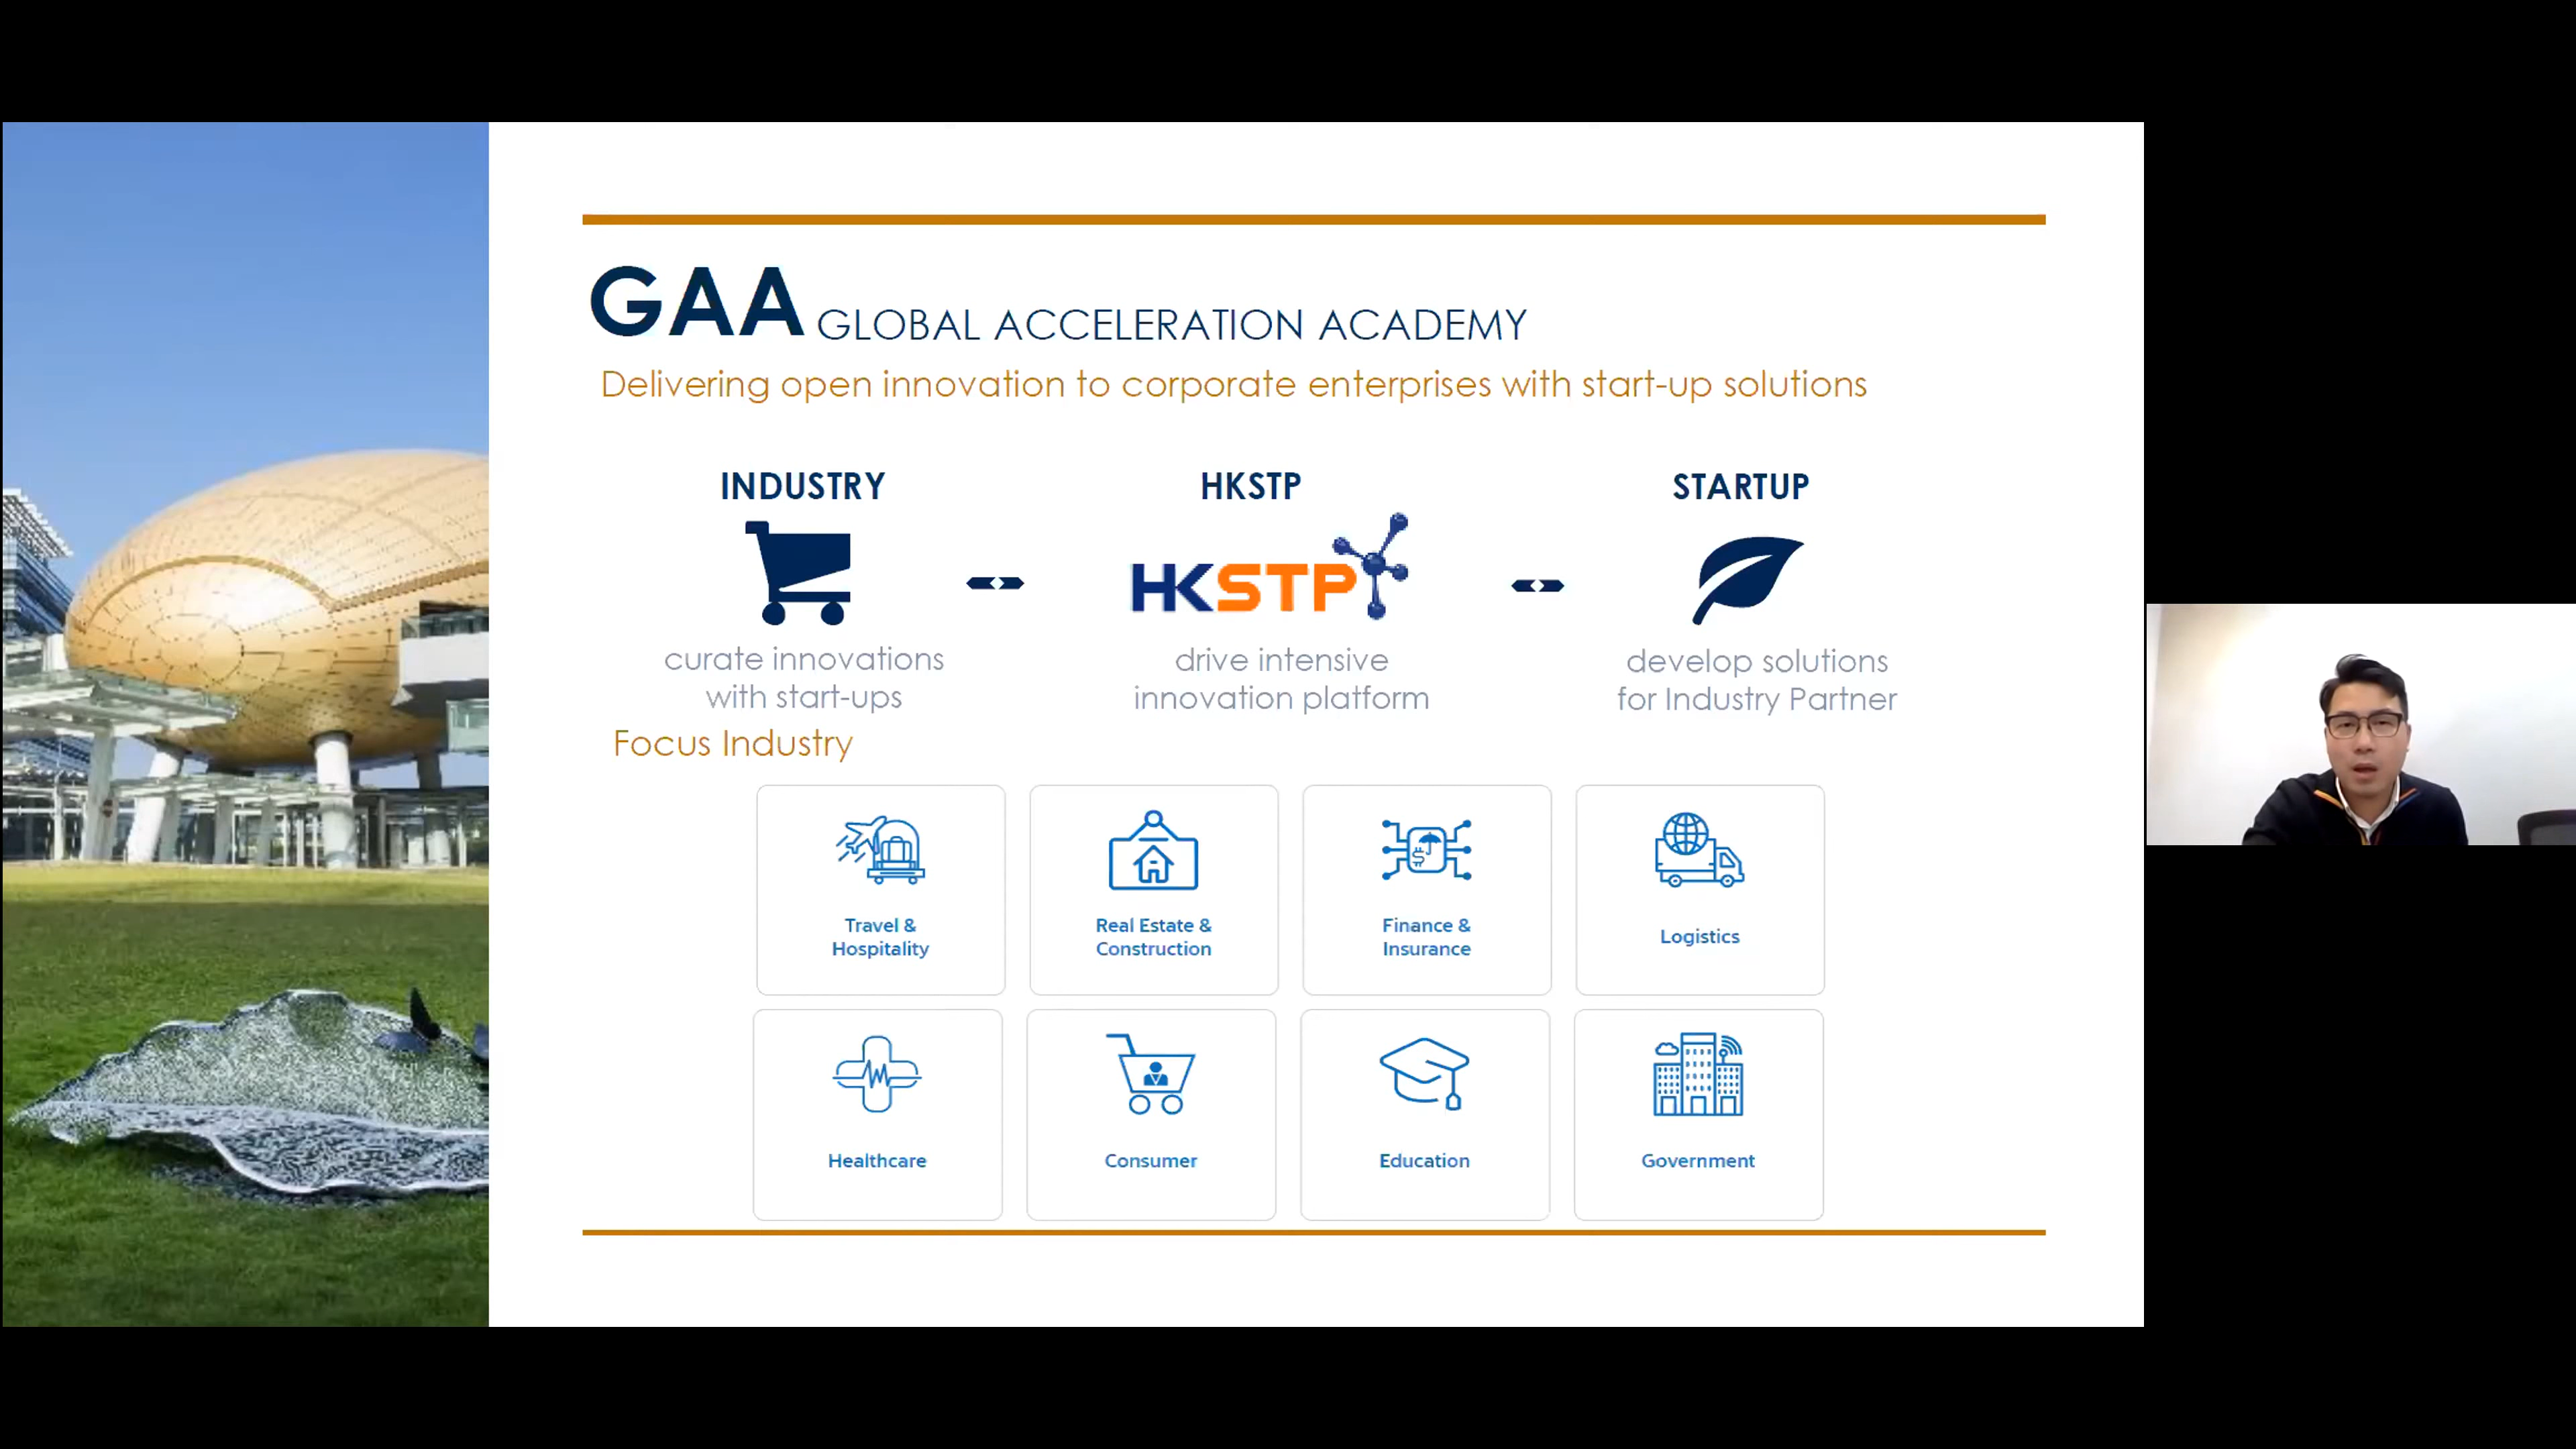 GAA GLOBAL ACCELERATION ACADEMY
Delivering open innovation to corporate enterprises with start-up solutions
INDUSTRY
HKSTP
STARTUP
HKSTP
curate innovations
with start-ups
drive intensive
innovation platform
develop solutions
for Industry Partner
Focus Industry
Travel &
Hospitality
Real Estate &
Construction
Finance &
Insurance
Logistics
Healthcare
Consumer
Education
Government